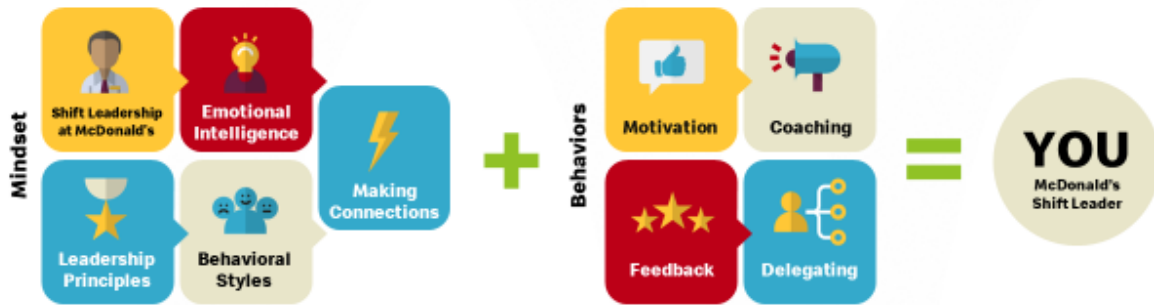 Mindset
Shift Leadership
at McDonald's
Emotional
Intelligence
Leadership
Principles
Behavioral
Styles
Making
Connections
+
Behaviors
Motivation
Coaching
Feedback
Delegating
=
YOU
McDonald's
Shift Leader